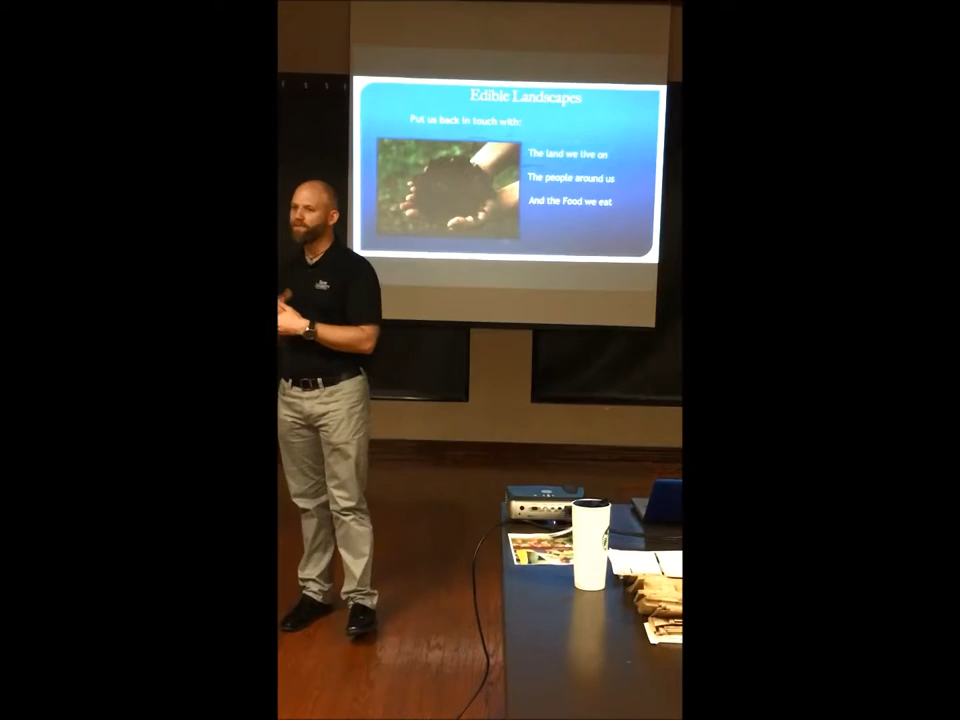 Edible Landscapes
Put us back in touch with:
The land we live on
The people around us
And the Food we eat